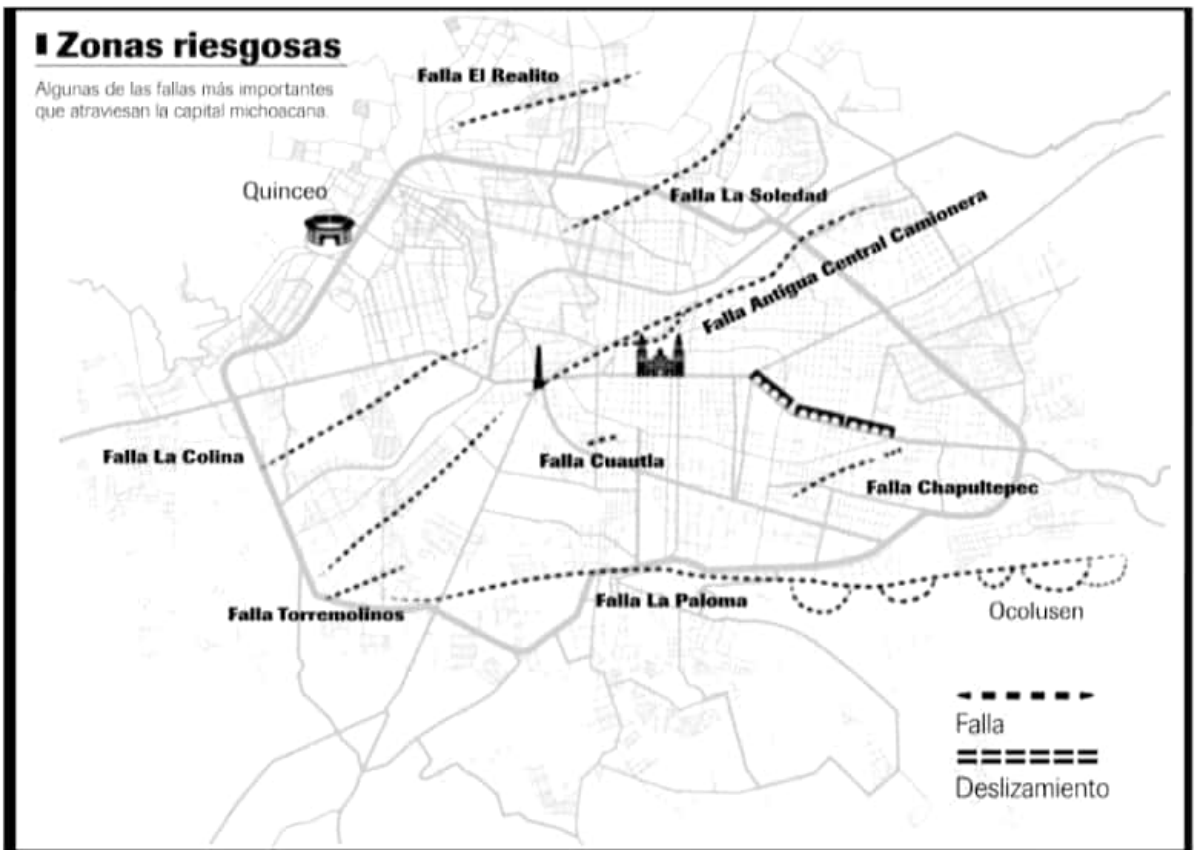 Zonas riesgosas
Algunas de las fallas más importantes
que atraviesan la capital michoacana.
Falla El Realito
Quinceo
Falla La Soledad
Falla Antigua Central Camionera
Falla La Colina
Falla Cuautla
Falla Chapultepec
Falla Torremolinos
Falla La Paloma
Ocolusen
Falla
Deslizamiento